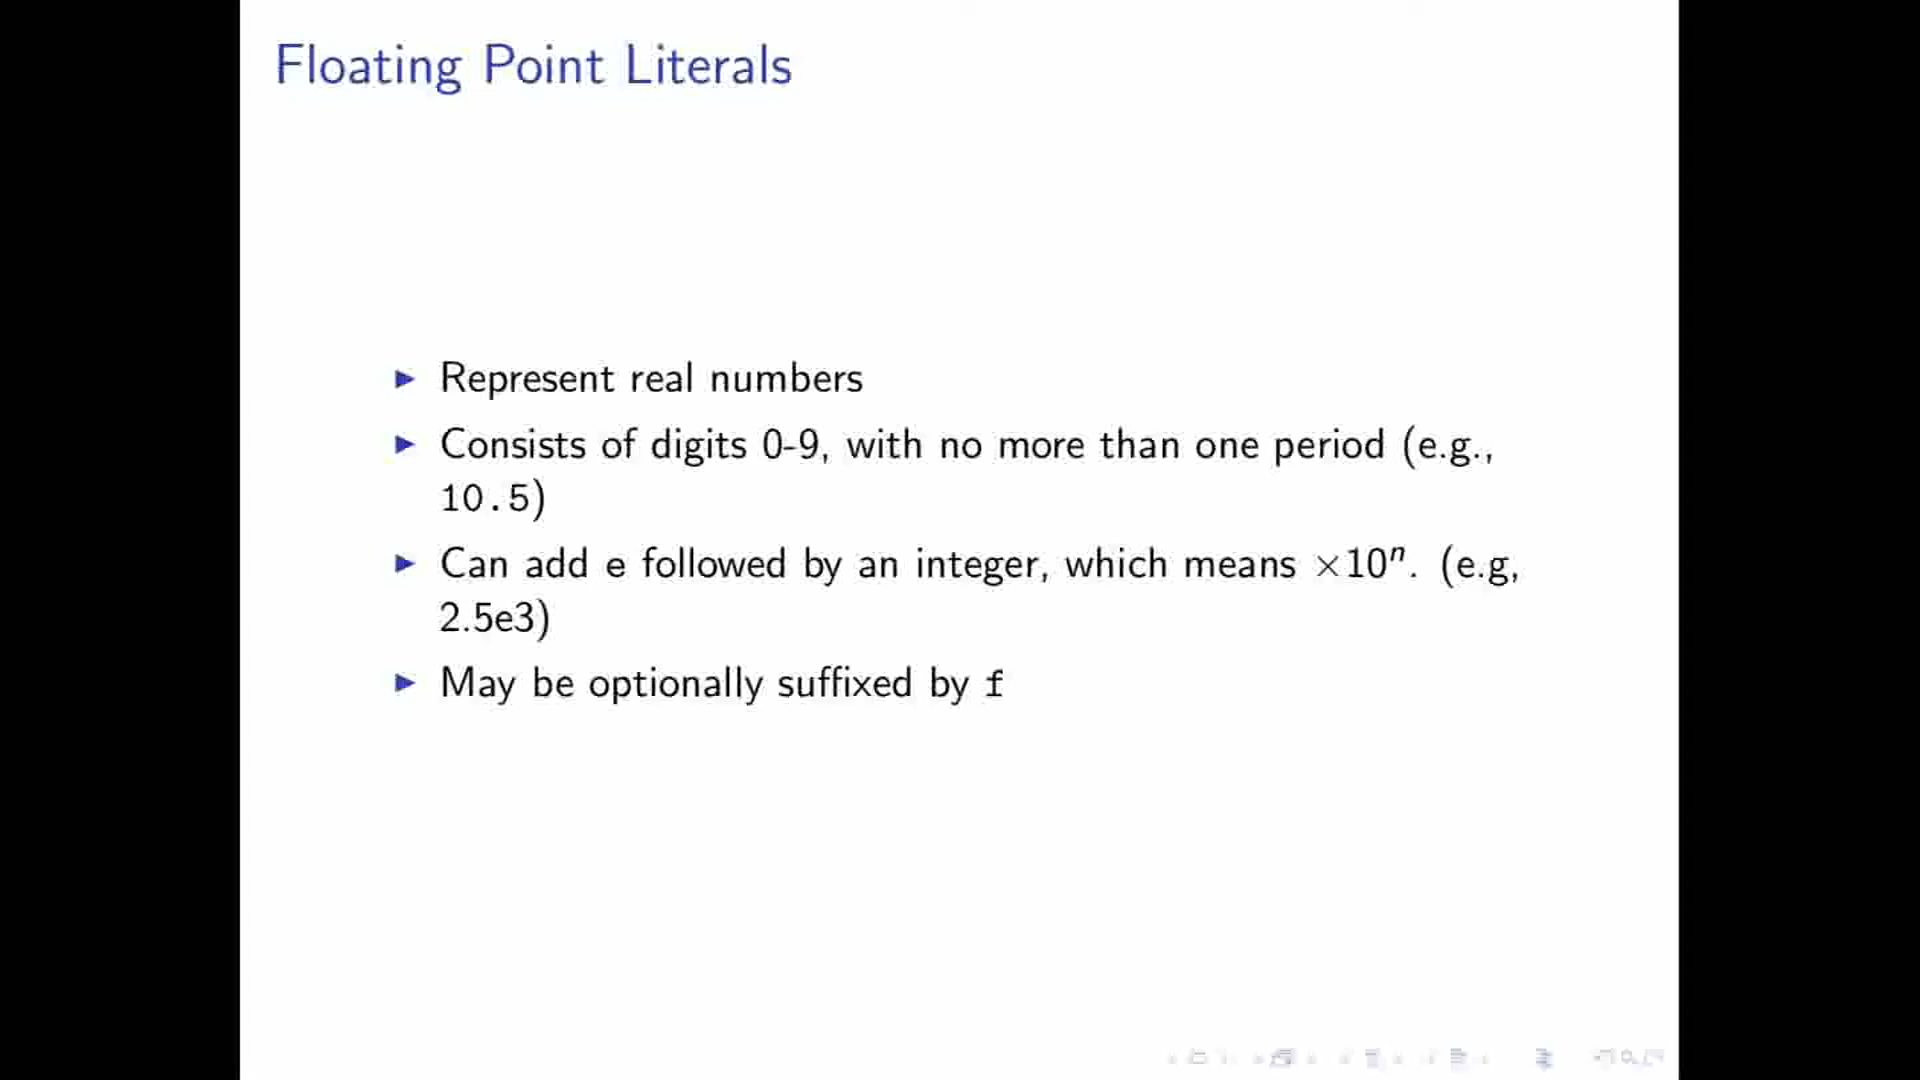 Floating Point Literals
▶ Represent real numbers
▶ Consists of digits 0-9, with no more than one period (e.g.,
10.5)
▶ Can add e followed by an integer, which means ×10ⁿ. (e.g,
2.5e3)
▶ May be optionally suffixed by f